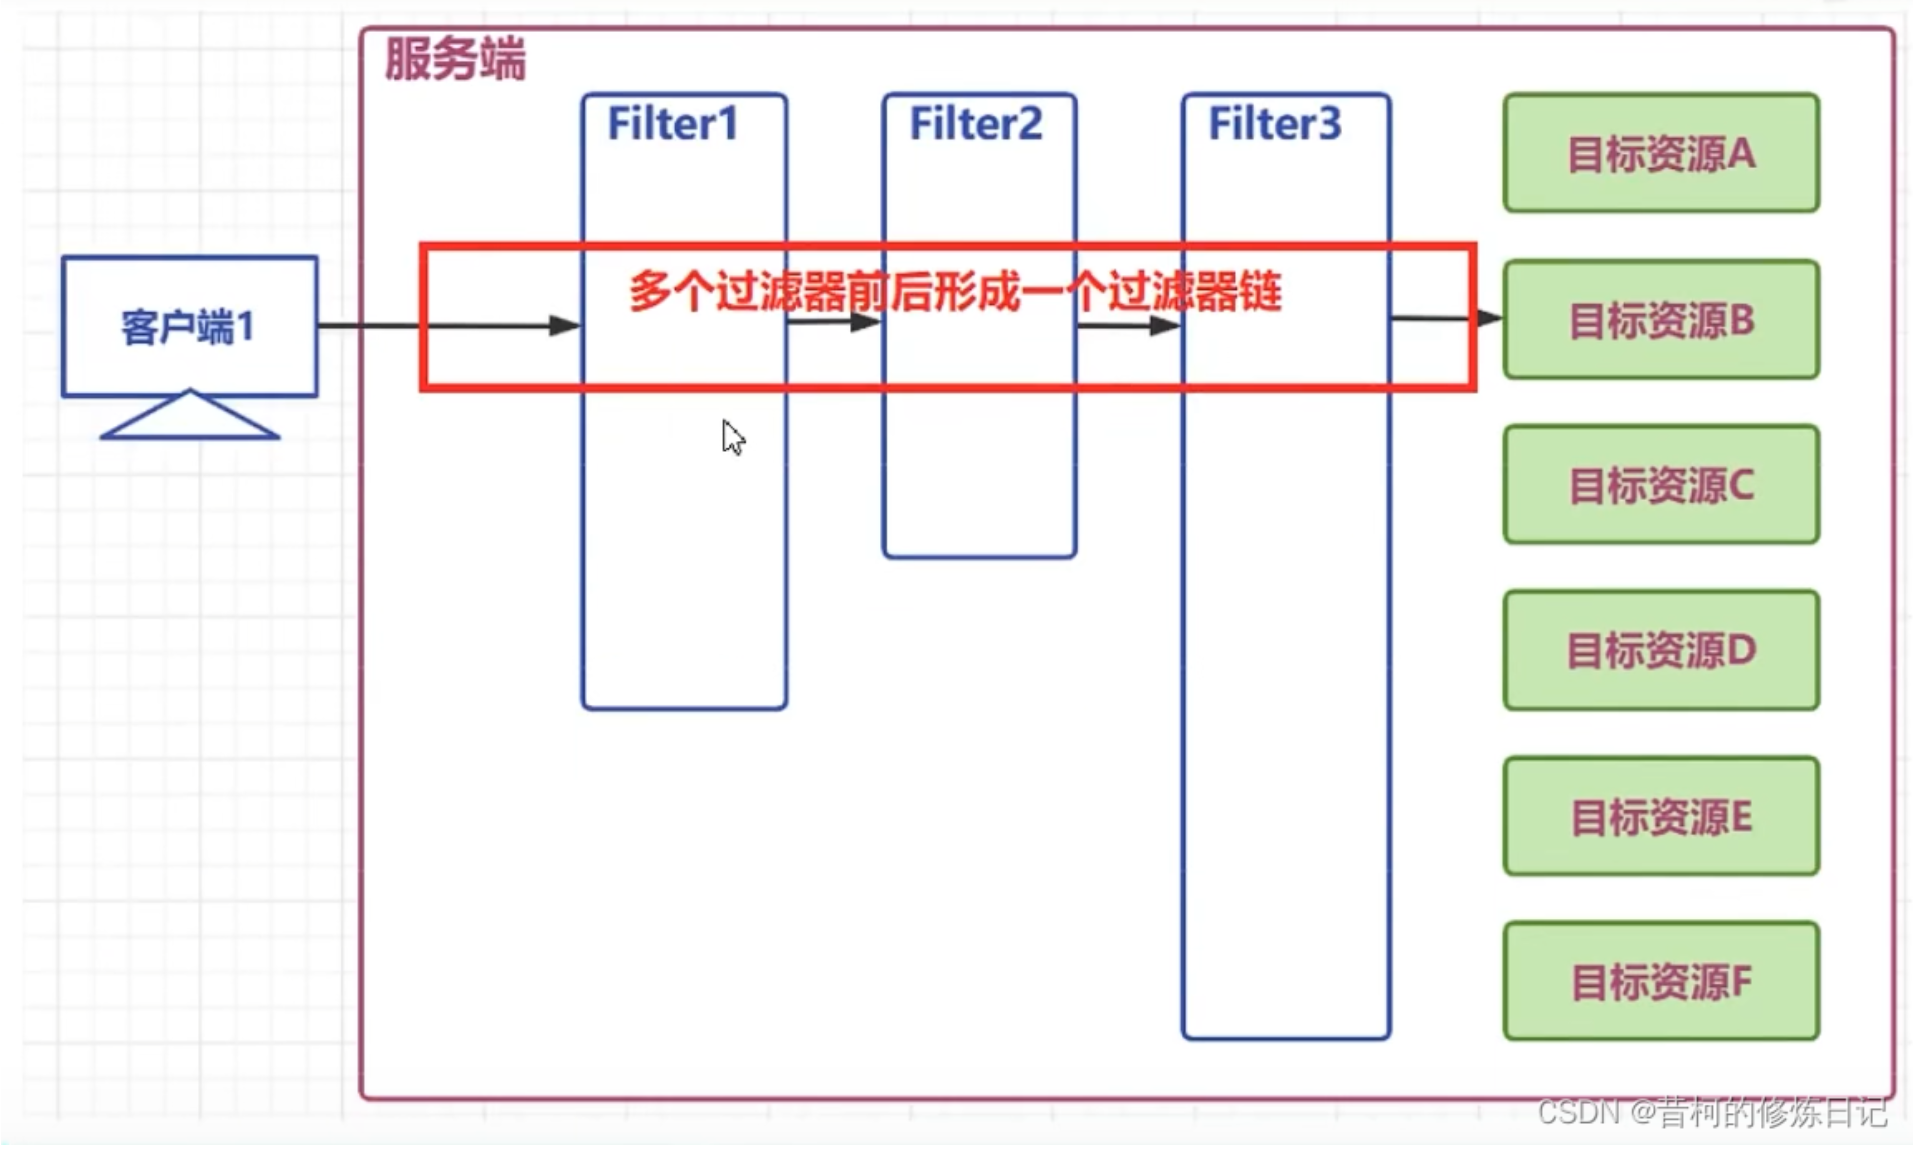 服务端
Filter1
Filter2
Filter3
目标资源A
多个过滤器前后形成一个过滤器链
客户端1
目标资源B
目标资源C
目标资源D
目标资源E
目标资源F
CSDN @昔柯的修炼日记